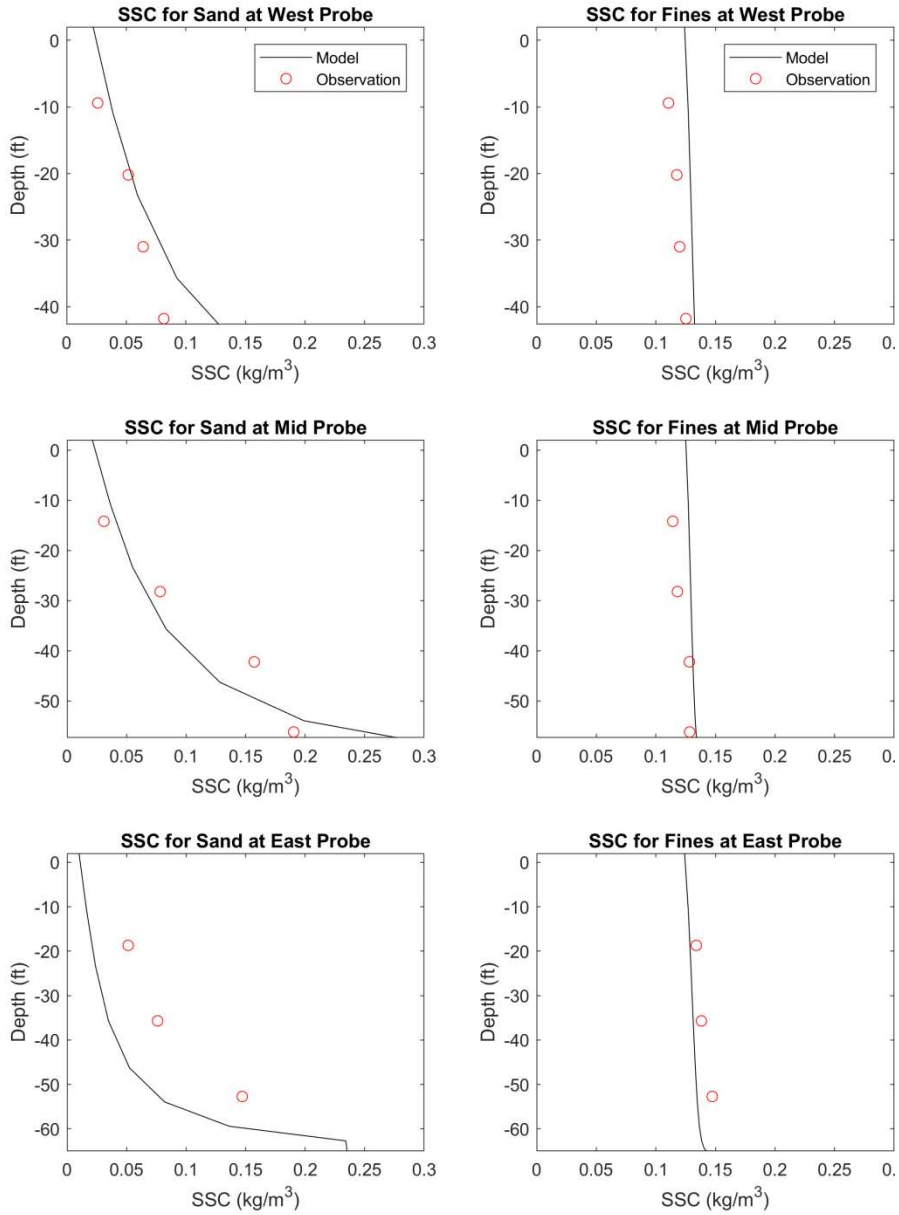 SSC for Sand at West Probe
0
-10
-20
-30
-40
Depth (ft)
Model
Observation
0 0.05 0.1 0.15 0.2 0.25 0.3
SSC (kg/m³)
SSC for Fines at West Probe
0
-10
-20
-30
-40
Depth (ft)
Model
Observation
0 0.05 0.1 0.15 0.2 0.25 0.
SSC (kg/m³)
SSC for Sand at Mid Probe
0
-10
-20
-30
-40
-50
Depth (ft)
0 0.05 0.1 0.15 0.2 0.25 0.3
SSC (kg/m³)
SSC for Fines at Mid Probe
0
-10
-20
-30
-40
-50
Depth (ft)
0 0.05 0.1 0.15 0.2 0.25 0.
SSC (kg/m³)
SSC for Sand at East Probe
0
-10
-20
-30
-40
-50
-60
Depth (ft)
0 0.05 0.1 0.15 0.2 0.25 0.3
SSC (kg/m³)
SSC for Fines at East Probe
0
-10
-20
-30
-40
-50
-60
Depth (ft)
0 0.05 0.1 0.15 0.2 0.25 0.
SSC (kg/m³)